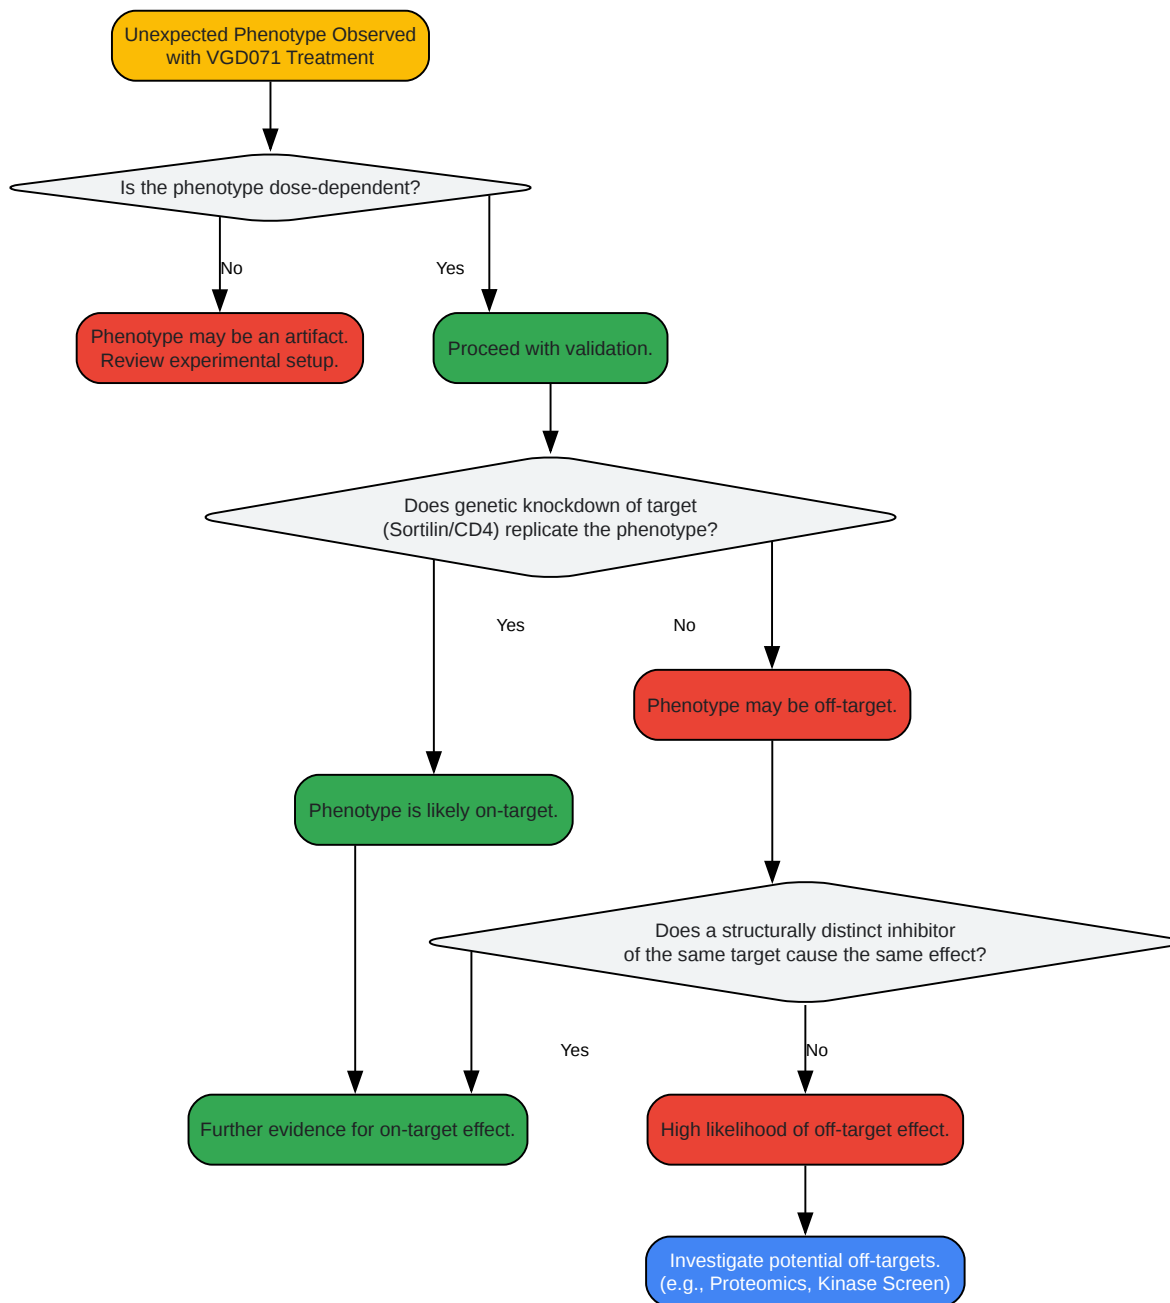 Unexpected Phenotype Observed
with VGD071 Treatment
Is the phenotype dose-dependent?
No
Yes
Phenotype may be an artifact.
Review experimental setup.
Proceed with validation.
Does genetic knockdown of target
(Sortilin/CD4) replicate the phenotype?
Yes
No
Phenotype may be off-target.
Phenotype is likely on-target.
Does a structurally distinct inhibitor
of the same target cause the same effect?
Yes
No
Further evidence for on-target effect.
High likelihood of off-target effect.
Investigate potential off-targets.
(e.g., Proteomics, Kinase Screen)